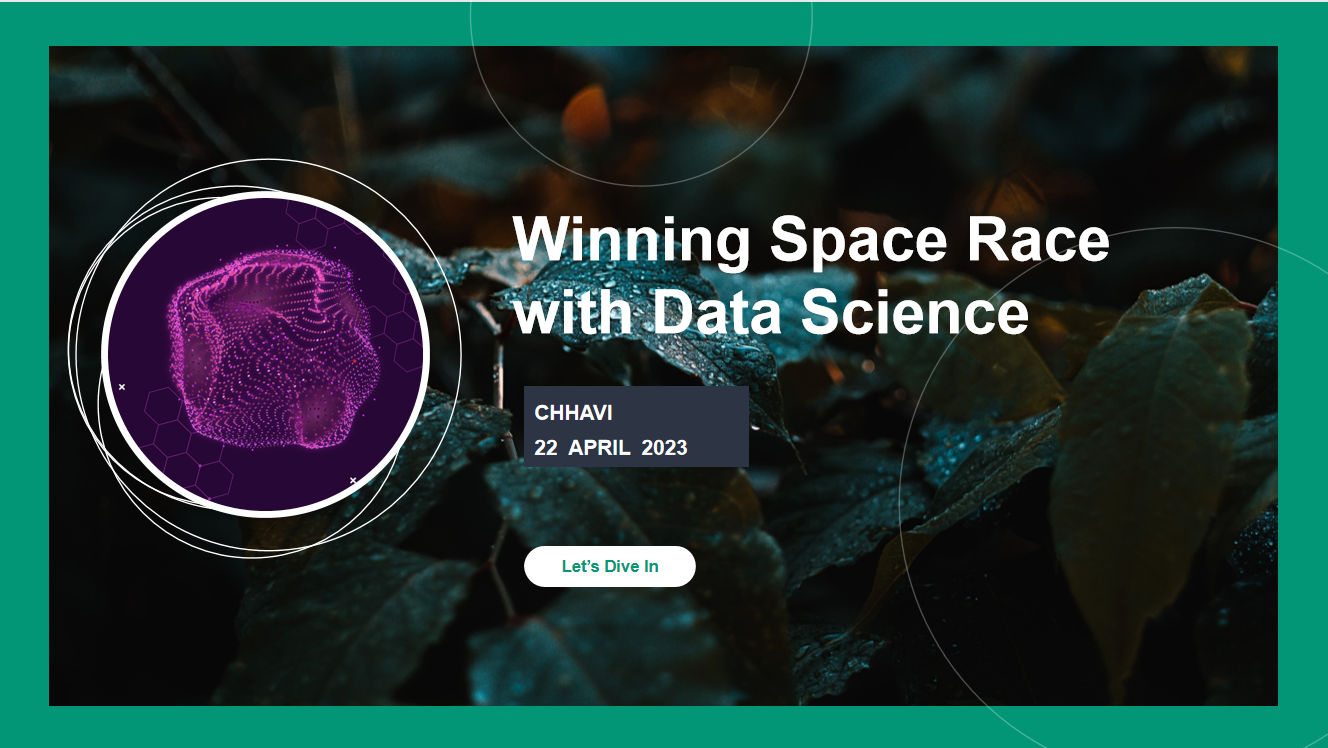 Winning Space Race
with Data Science
CHHAVI
22 APRIL 2023
Let’s Dive In